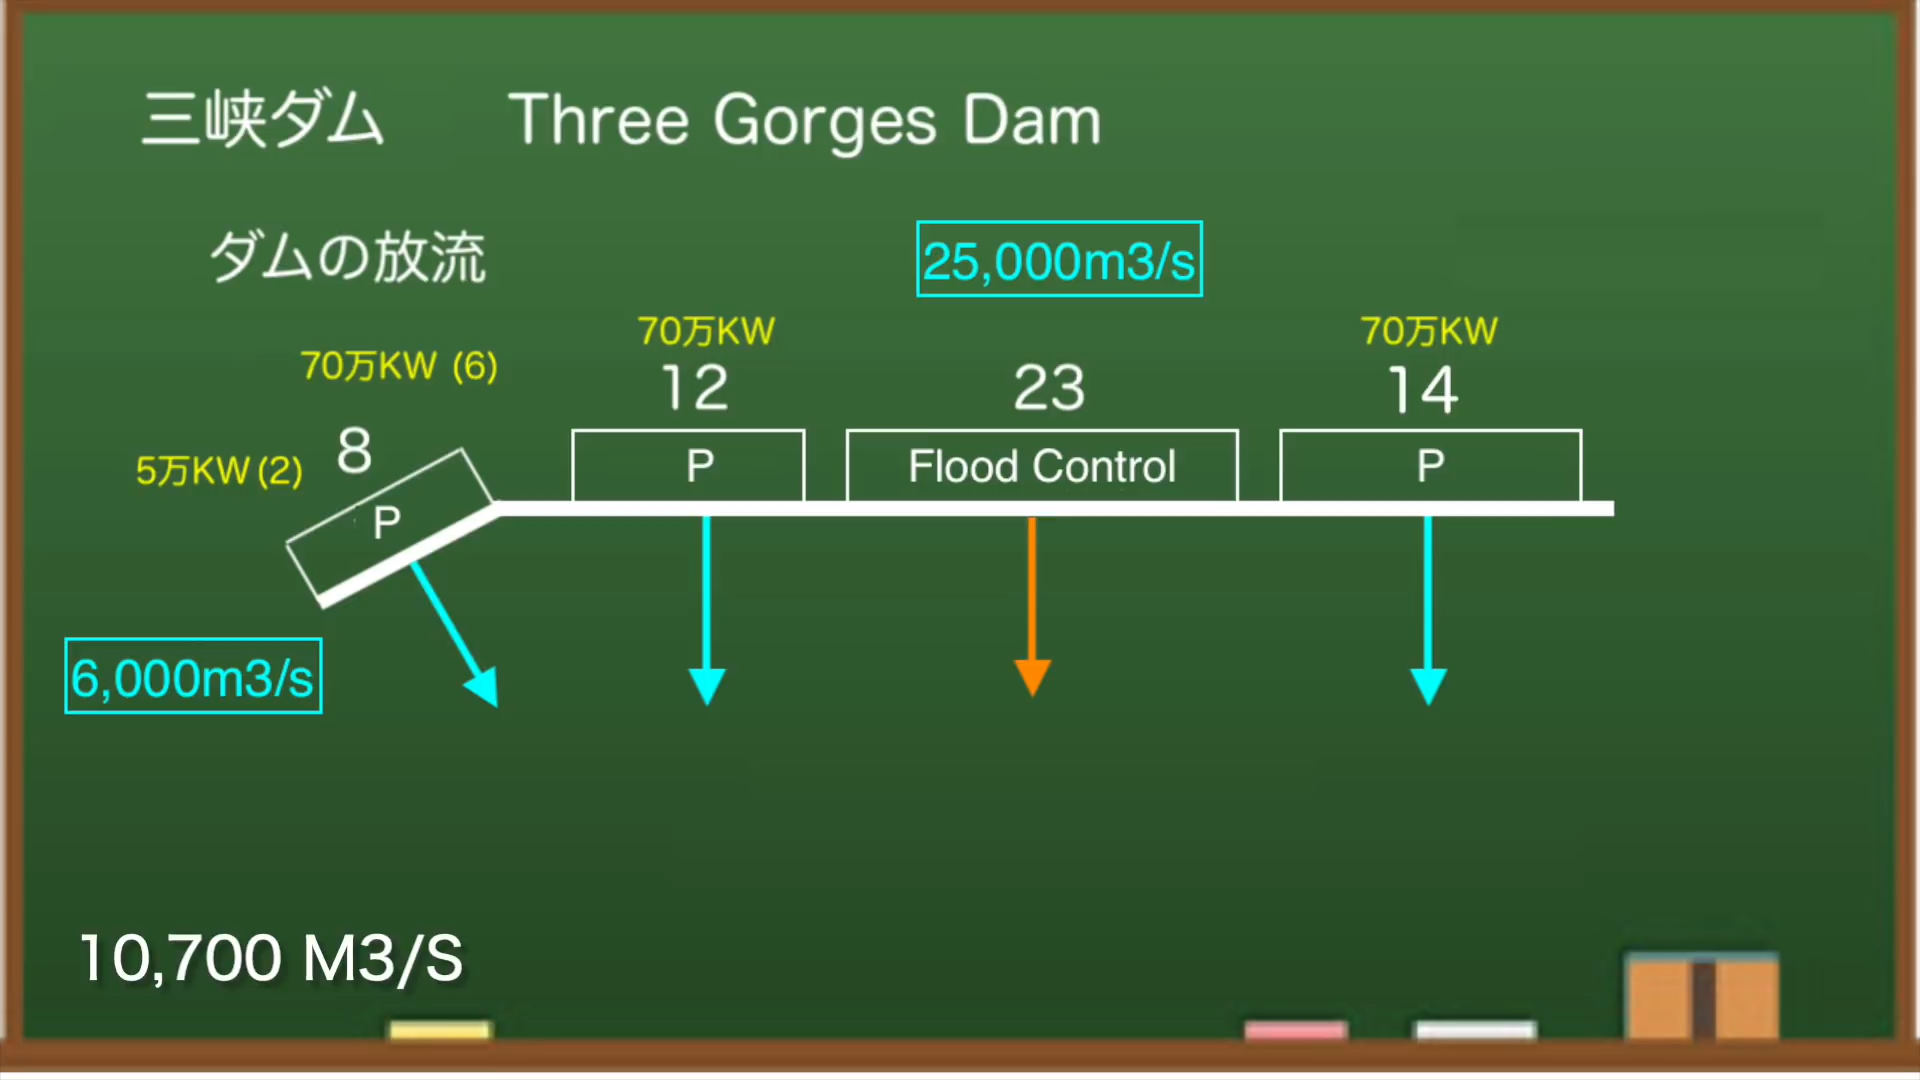 三峡ダム Three Gorges Dam
ダムの放流
25,000m3/s
70万KW
70万KW
70万KW (6)
12
23
14
8
5万KW (2)
P
Flood Control
P
P
6,000m3/s
10,700 M3/S